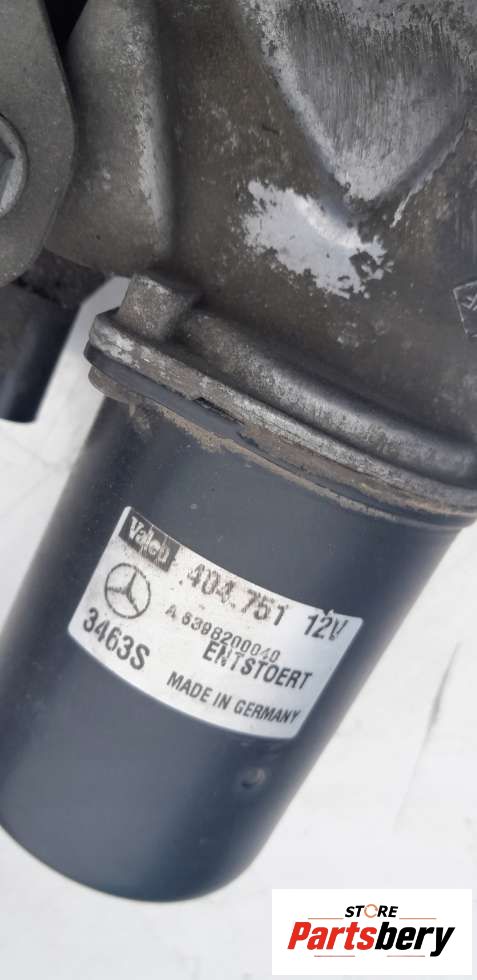 Valeo
404.751 12V
A 6398200040
3463S ENTSTOERT
MADE IN GERMANY
STORE
Partsbery